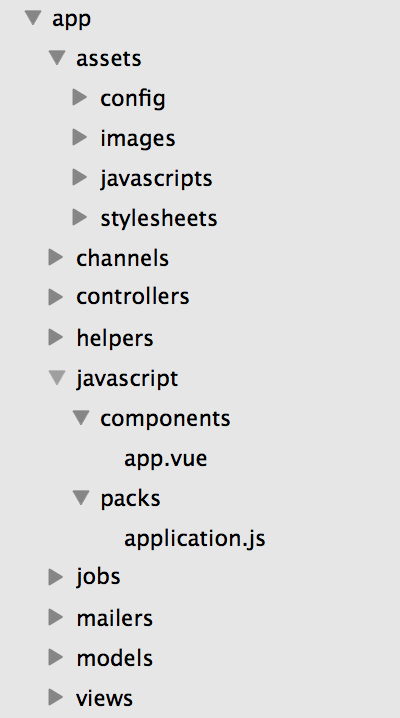 app
assets
config
images
javascripts
stylesheets
channels
controllers
helpers
javascript
components
app.vue
packs
application.js
jobs
mailers
models
views